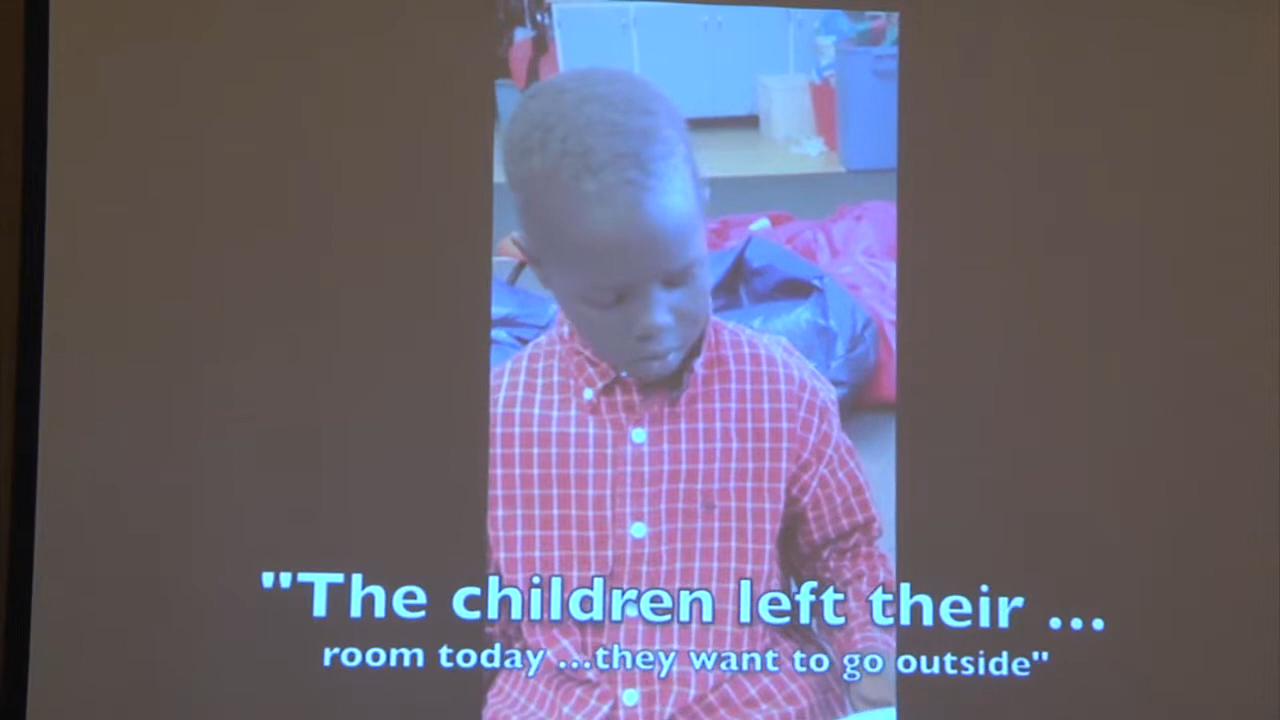 "The children left their ...
room today ...they want to go outside"